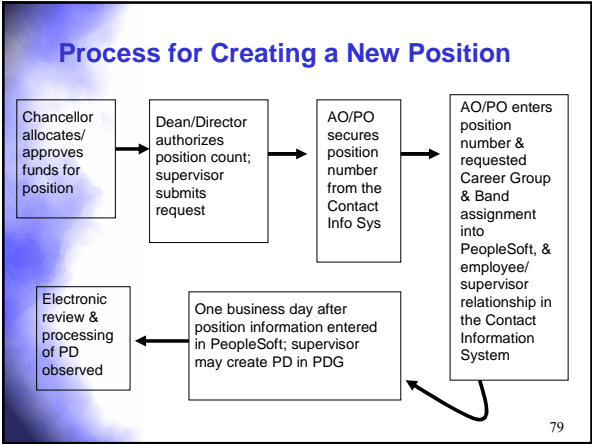 Process for Creating a New Position
Chancellor
allocates/
approves
funds for
position
Dean/Director
authorizes
position count;
supervisor
submits
request
AO/PO
secures
position
number
from the
Contact
Info Sys
AO/PO enters
position
number &
requested
Career Group
& Band
assignment
into
PeopleSoft, &
employee/
supervisor
relationship in
the Contact
Information
System
One business day after
position information entered
in PeopleSoft; supervisor
may create PD in PDG
Electronic
review &
processing
of PD
observed
79